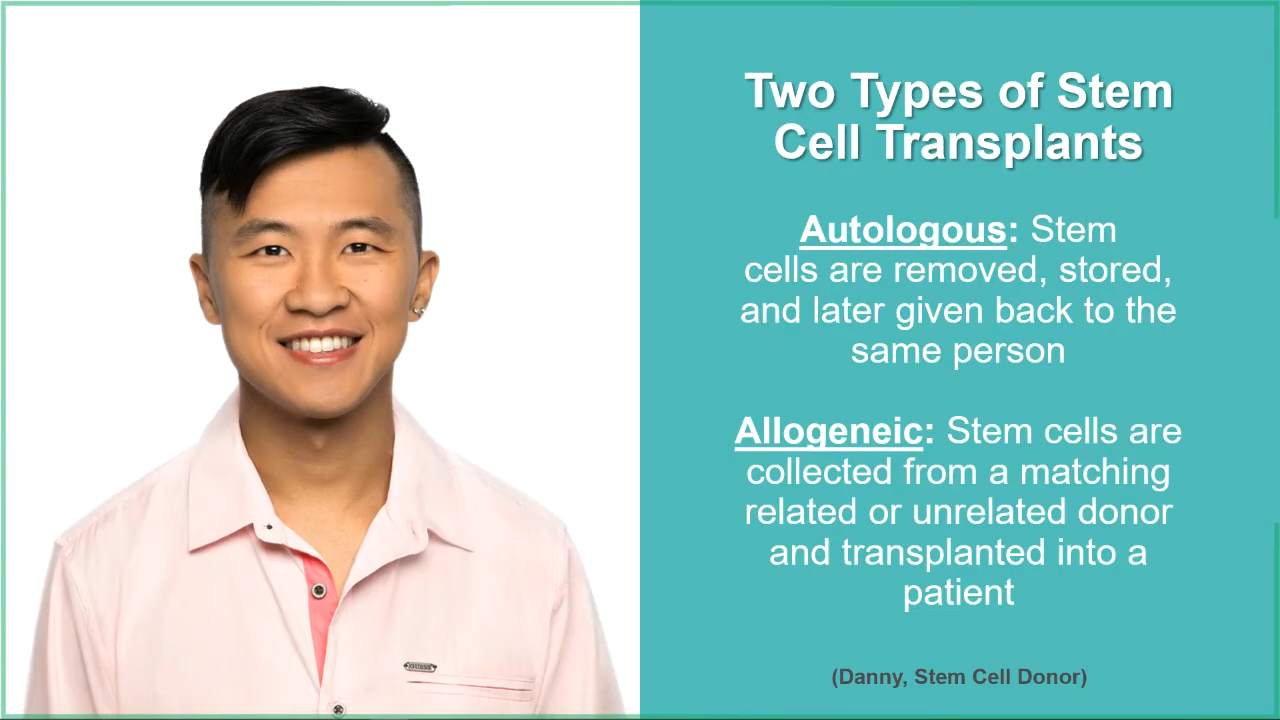 Two Types of Stem
Cell Transplants
Autologous: Stem
cells are removed, stored,
and later given back to the
same person
Allogeneic: Stem cells are
collected from a matching
related or unrelated donor
and transplanted into a
patient
(Danny, Stem Cell Donor)